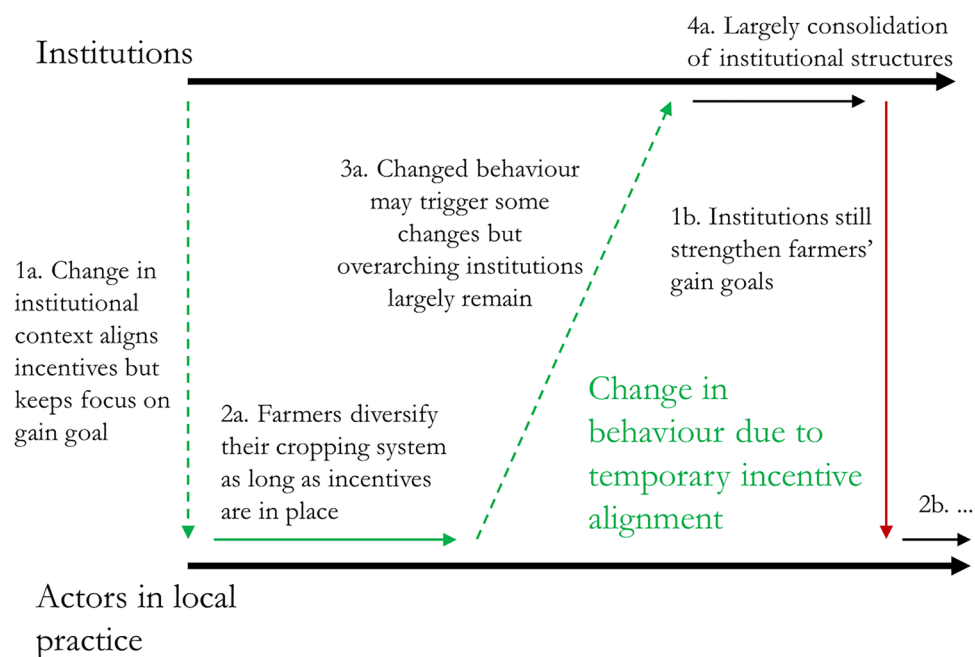 Institutions
4a. Largely consolidation
of institutional structures
3a. Changed behaviour
may trigger some
changes but
overarching institutions
largely remain
1b. Institutions still
strengthen farmers’
gain goals
1a. Change in
institutional
context aligns
incentives but
keeps focus on
gain goal
2a. Farmers diversify
their cropping system
as long as incentives
are in place
Change in
behaviour due to
temporary incentive
alignment
2b. ...
Actors in local
practice